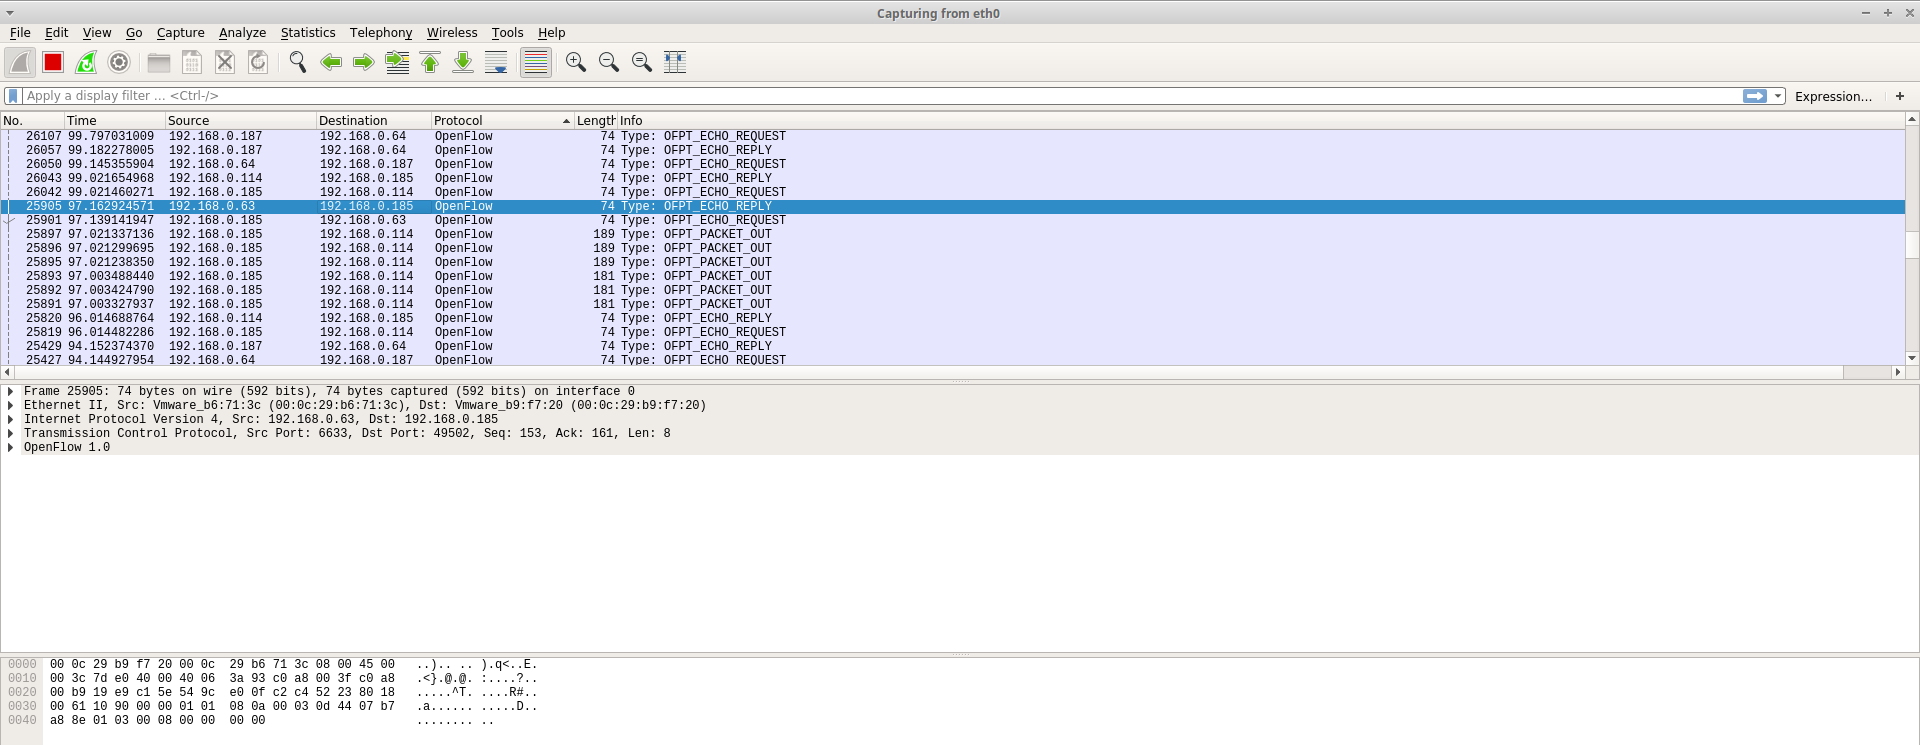 Capturing from eth0
File Edit View Go Capture Analyze Statistics Telephony Wireless Tools Help
Apply a display filter … <Ctrl-/> Expression… +
No. Time Source Destination Protocol Length Info
26107 99.797031009 192.168.0.187 192.168.0.64 OpenFlow 74 Type: OFPT_ECHO_REQUEST
26057 99.182278005 192.168.0.187 192.168.0.64 OpenFlow 74 Type: OFPT_ECHO_REPLY
26050 99.145355904 192.168.0.64 192.168.0.187 OpenFlow 74 Type: OFPT_ECHO_REQUEST
26043 99.021654968 192.168.0.114 192.168.0.185 OpenFlow 74 Type: OFPT_ECHO_REPLY
26042 99.021460271 192.168.0.185 192.168.0.114 OpenFlow 74 Type: OFPT_ECHO_REQUEST
25905 97.162924571 192.168.0.63 192.168.0.185 OpenFlow 74 Type: OFPT_ECHO_REPLY
25901 97.139141947 192.168.0.185 192.168.0.63 OpenFlow 74 Type: OFPT_ECHO_REQUEST
25897 97.021337136 192.168.0.185 192.168.0.114 OpenFlow 189 Type: OFPT_PACKET_OUT
25896 97.021299695 192.168.0.185 192.168.0.114 OpenFlow 189 Type: OFPT_PACKET_OUT
25895 97.021238350 192.168.0.185 192.168.0.114 OpenFlow 189 Type: OFPT_PACKET_OUT
25893 97.003488440 192.168.0.185 192.168.0.114 OpenFlow 181 Type: OFPT_PACKET_OUT
25892 97.003424790 192.168.0.185 192.168.0.114 OpenFlow 181 Type: OFPT_PACKET_OUT
25891 97.003327937 192.168.0.185 192.168.0.114 OpenFlow 181 Type: OFPT_PACKET_OUT
25820 96.014688764 192.168.0.114 192.168.0.185 OpenFlow 74 Type: OFPT_ECHO_REPLY
25819 96.014482286 192.168.0.185 192.168.0.114 OpenFlow 74 Type: OFPT_ECHO_REQUEST
25429 94.152374370 192.168.0.187 192.168.0.64 OpenFlow 74 Type: OFPT_ECHO_REPLY
25427 94.144927954 192.168.0.64 192.168.0.187 OpenFlow 74 Type: OFPT_ECHO_REQUEST
Frame 25905: 74 bytes on wire (592 bits), 74 bytes captured (592 bits) on interface 0
Ethernet II, Src: Vmware_b6:71:3c (00:0c:29:b6:71:3c), Dst: Vmware_b9:f7:20 (00:0c:29:b9:f7:20)
Internet Protocol Version 4, Src: 192.168.0.63, Dst: 192.168.0.185
Transmission Control Protocol, Src Port: 6633, Dst Port: 49502, Seq: 153, Ack: 161, Len: 8
OpenFlow 1.0
0000 00 0c 29 b9 f7 20 00 0c 29 b6 71 3c 08 00 45 00 ..).. .. ).q<..E.
0010 00 3c 7d e0 40 00 40 06 3a 93 c0 a8 00 3f c0 a8 .<}.@.@. :....?..
0020 00 b9 19 e9 c1 5e 54 9c e0 0f c2 c4 52 23 80 18 .....^T. ....R#..
0030 00 61 10 90 00 00 01 01 08 0a 00 03 0d 44 07 b7 .a...... .....D..
0040 a8 8e 01 03 00 08 00 00 00 00 ........ ..